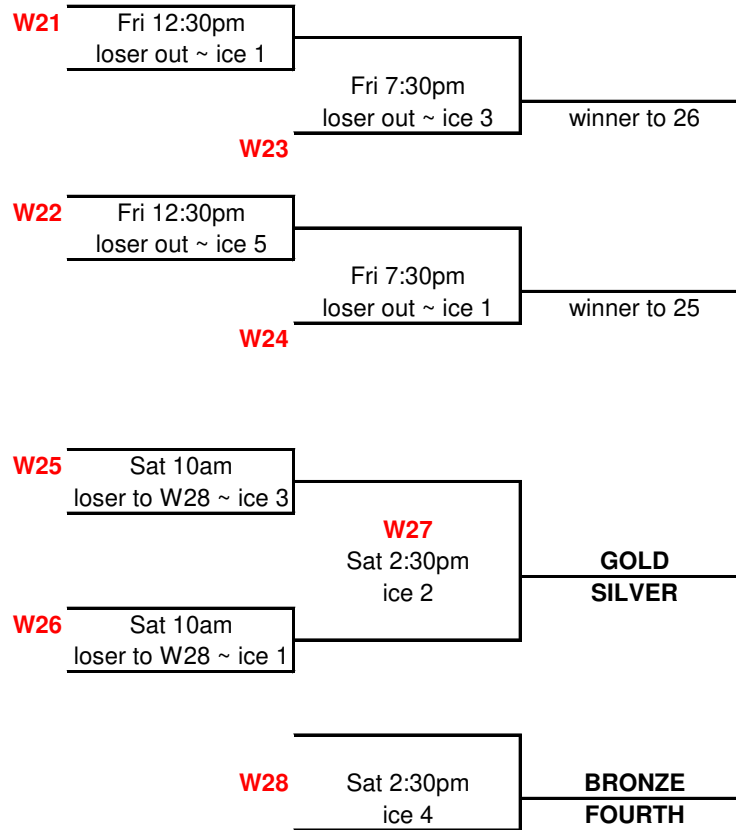 W21
Fri 12:30pm
loser out ~ ice 1
Fri 7:30pm
loser out ~ ice 3
winner to 26
W23
W22
Fri 12:30pm
loser out ~ ice 5
Fri 7:30pm
loser out ~ ice 1
winner to 25
W24
W25
Sat 10am
loser to W28 ~ ice 3
W27
Sat 2:30pm
ice 2
GOLD
SILVER
W26
Sat 10am
loser to W28 ~ ice 1
W28
Sat 2:30pm
ice 4
BRONZE
FOURTH